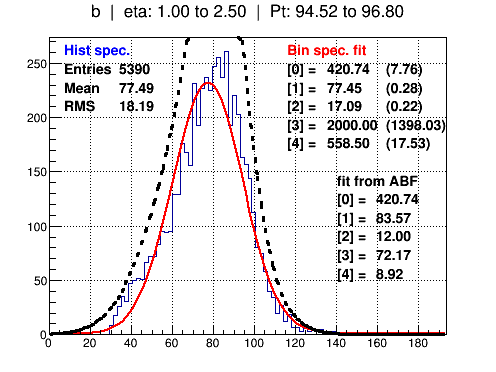 b | eta: 1.00 to 2.50 | Pt: 94.52 to 96.80
Hist spec.
Entries 5390
Mean 77.49
RMS 18.19
Bin spec. fit
[0] = 420.74 (7.76)
[1] = 77.45 (0.28)
[2] = 17.09 (0.22)
[3] = 2000.00 (1398.03)
[4] = 558.50 (17.53)
fit from ABF
[0] = 420.74
[1] = 83.57
[2] = 12.00
[3] = 72.17
[4] = 8.92
250
200
150
100
50
0
0 20 40 60 80 100 120 140 160 180